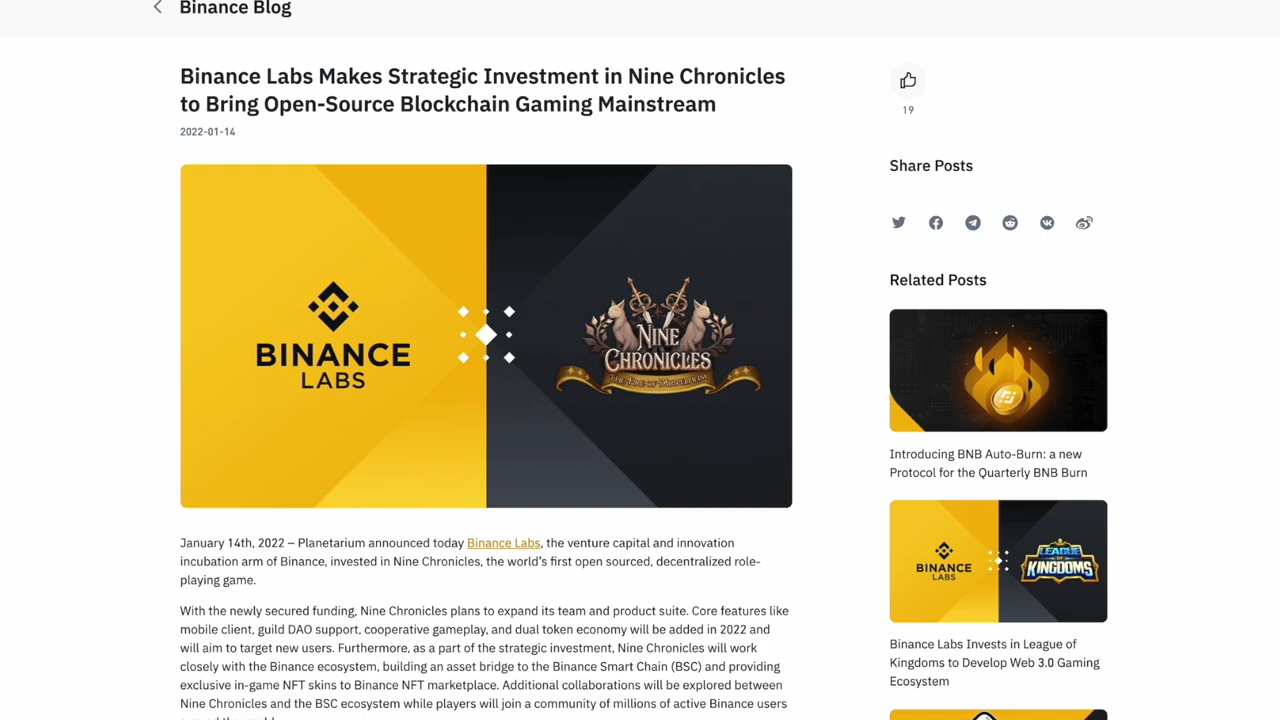 Binance Blog
Binance Labs Makes Strategic Investment in Nine Chronicles
to Bring Open-Source Blockchain Gaming Mainstream
2022-01-14
BINANCE
LABS
NINE
CHRONICLES
January 14th, 2022 – Planetarium announced today Binance Labs, the venture capital and innovation
incubation arm of Binance, invested in Nine Chronicles, the world's first open sourced, decentralized role-
playing game.
With the newly secured funding, Nine Chronicles plans to expand its team and product suite. Core features like
mobile client, guild DAO support, cooperative gameplay, and dual token economy will be added in 2022 and
will aim to target new users. Furthermore, as a part of the strategic investment, Nine Chronicles will work
closely with the Binance ecosystem, building an asset bridge to the Binance Smart Chain (BSC) and providing
exclusive in-game NFT skins to Binance NFT marketplace. Additional collaborations will be explored between
Nine Chronicles and the BSC ecosystem while players will join a community of millions of active Binance users
19
Share Posts
Related Posts
Introducing BNB Auto-Burn: a new
Protocol for the Quarterly BNB Burn
BINANCE
LABS
LEAGUE
OF
KINGDOMS
Binance Labs Invests in League of
Kingdoms to Develop Web 3.0 Gaming
Ecosystem